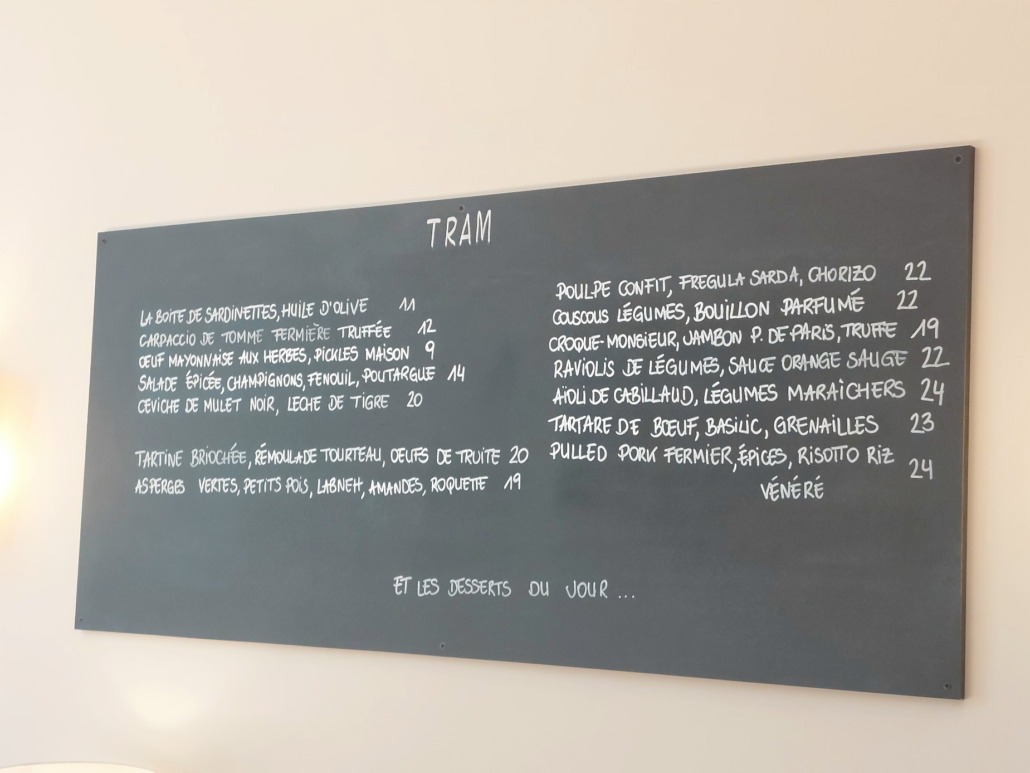 TRAM
LA BOITE DE SARDINETTES, HUILE D'OLIVE 11
CARPACCIO DE TOMME FERMIÈRE TRUFFÉE 12
ŒUF MAYONNAISE AUX HERBES, PICKLES MAISON 9
SALADE ÉPICÉE, CHAMPIGNONS, FENOUIL, POUTARGUE 14
CEVICHE DE MULET NOIR, LECHE DE TIGRE 20
TARTINE BRIOCHÉE, RÉMOULADE TOURTEAU, OEUFS DE TRUITE 20
ASPERGES VERTES, PETITS POIS, LABNEH, AMANDES, ROQUETTE 19
POULPE CONFIT, FREGULA SARDA, CHORIZO 22
COUSCOUS LÉGUMES, BOUILLON PARFUMÉ 22
CROQUE-MONSIEUR, JAMBON P. DE PARIS, TRUFFE 19
RAVIOLIS DE LÉGUMES, SAUCE ORANGE SAUGE 22
AÏOLI DE CABILLAUD, LÉGUMES MARAICHERS 24
TARTARE DE BŒUF, BASILIC, GRENAILLES 23
PULLED PORK FERMIER, ÉPICES, RISOTTO RIZ 24
VÉNÉRÉ
ET LES DESSERTS DU JOUR ...